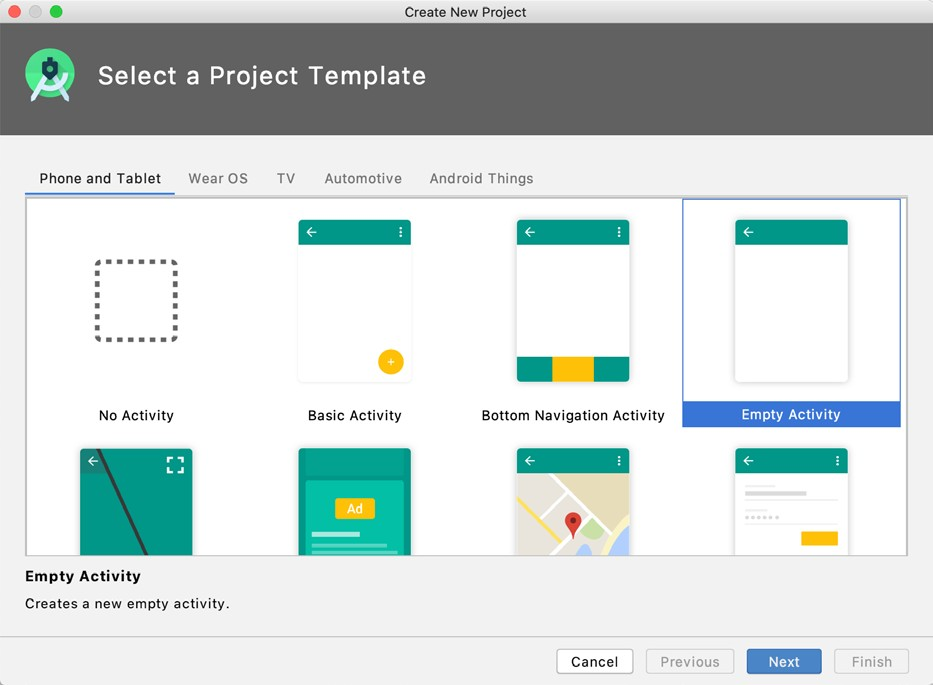 Create New Project
Select a Project Template
Phone and Tablet Wear OS TV Automotive Android Things
No Activity Basic Activity Bottom Navigation Activity Empty Activity
Ad
Empty Activity
Creates a new empty activity.
Cancel Previous Next Finish